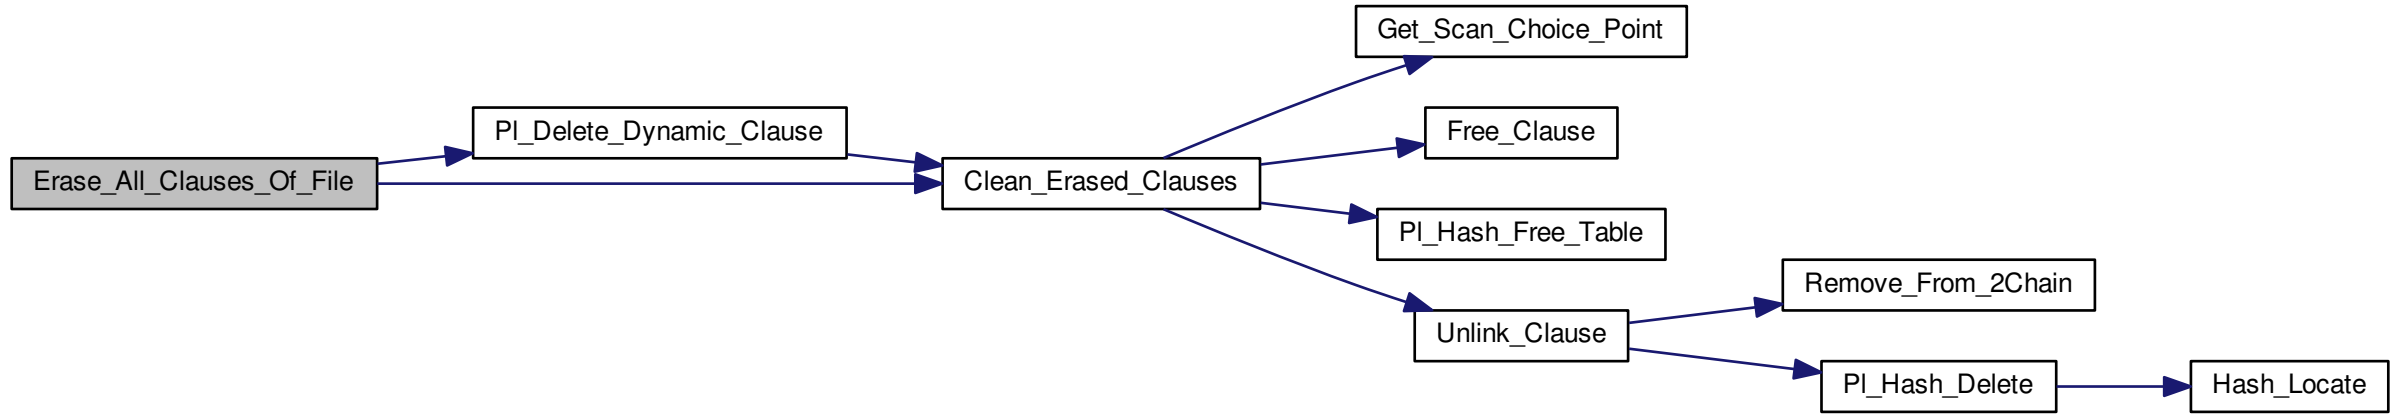 Get_Scan_Choice_Point
Pl_Delete_Dynamic_Clause
Free_Clause
Erase_All_Clauses_Of_File
Clean_Erased_Clauses
Pl_Hash_Free_Table
Remove_From_2Chain
Unlink_Clause
Pl_Hash_Delete
Hash_Locate